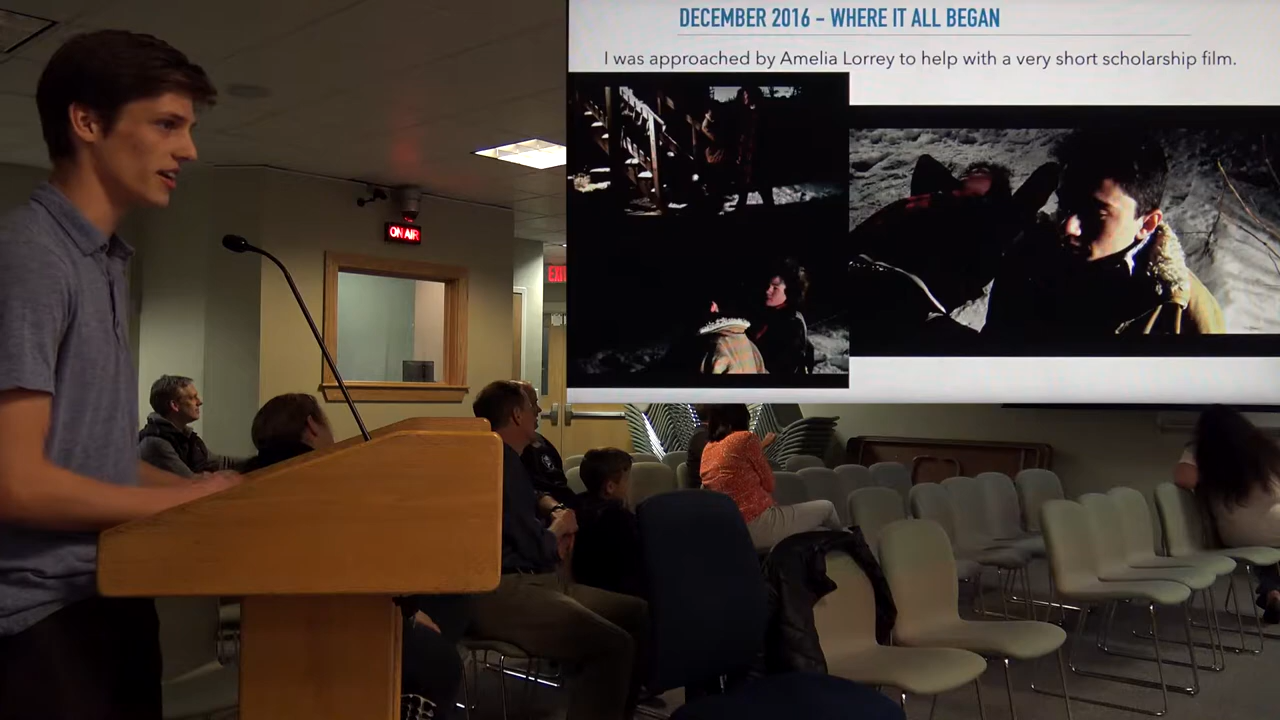 DECEMBER 2016 – WHERE IT ALL BEGAN
I was approached by Amelia Lorrey to help with a very short scholarship film.
ON AIR
EXIT